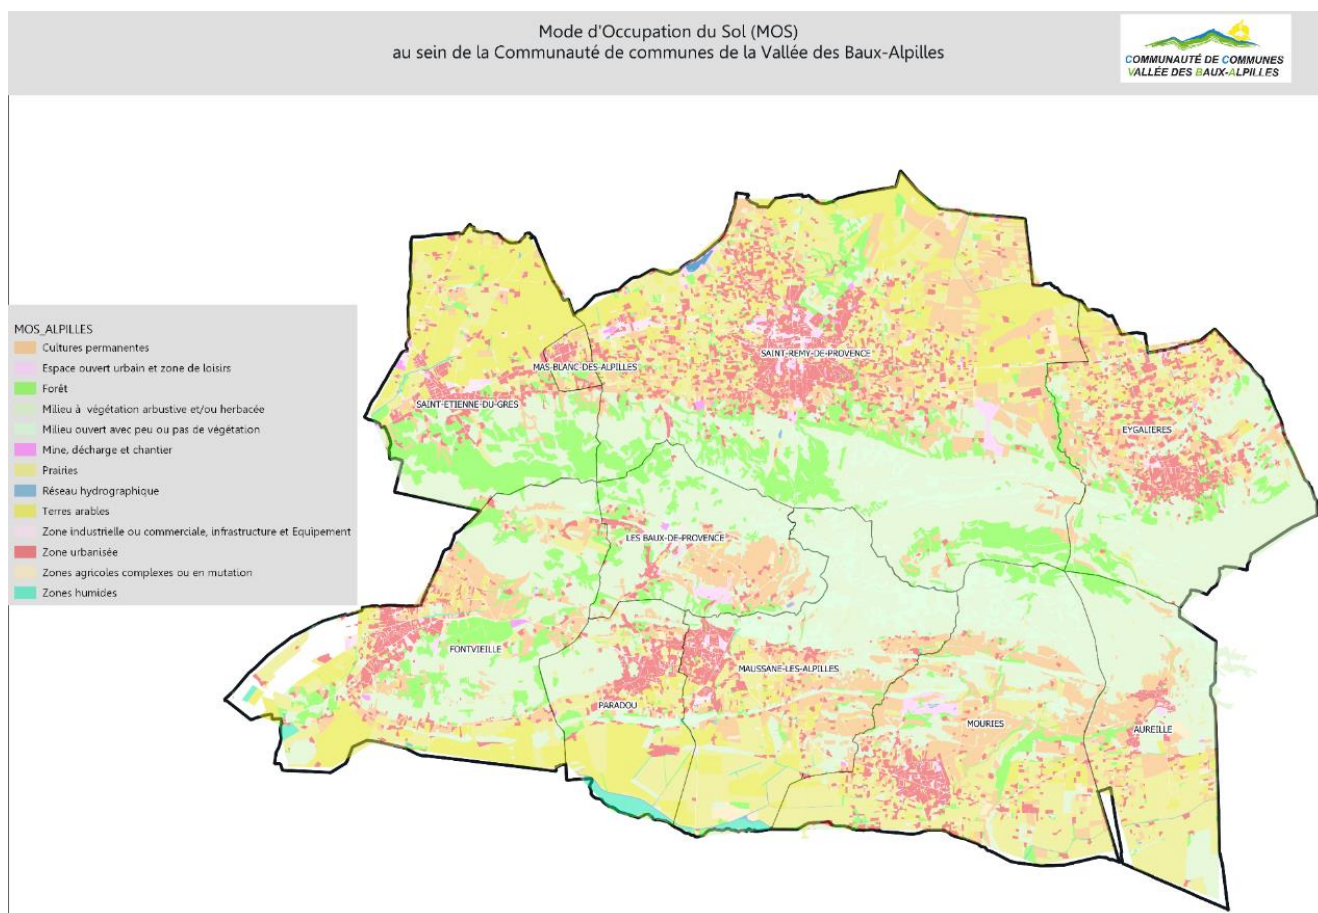 Mode d'Occupation du Sol (MOS)
au sein de la Communauté de communes de la Vallée des Baux-Alpilles
COMMUNAUTÉ DE COMMUNES
VALLÉE DES BAUX-ALPILLES
MOS_ALPILLES
Cultures permanentes
Espace ouvert urbain et zone de loisirs
Forêt
Milieu à végétation arbustive et/ou herbacée
Milieu ouvert avec peu ou pas de végétation
Mine, décharge et chantier
Prairies
Réseau hydrographique
Terres arables
Zone industrielle ou commerciale, infrastructure et Equipement
Zone urbanisée
Zones agricoles complexes ou en mutation
Zones humides
SAINT-REMY-DE-PROVENCE
MAS-BLANC-DES-ALPILLES
SAINT-ETIENNE-DU-GRES
EYGALIERES
LES BAUX-DE-PROVENCE
FONTVIEILLE
MAUSSANE-LES-ALPILLES
PARADOU
MOURIES
AUREILLE